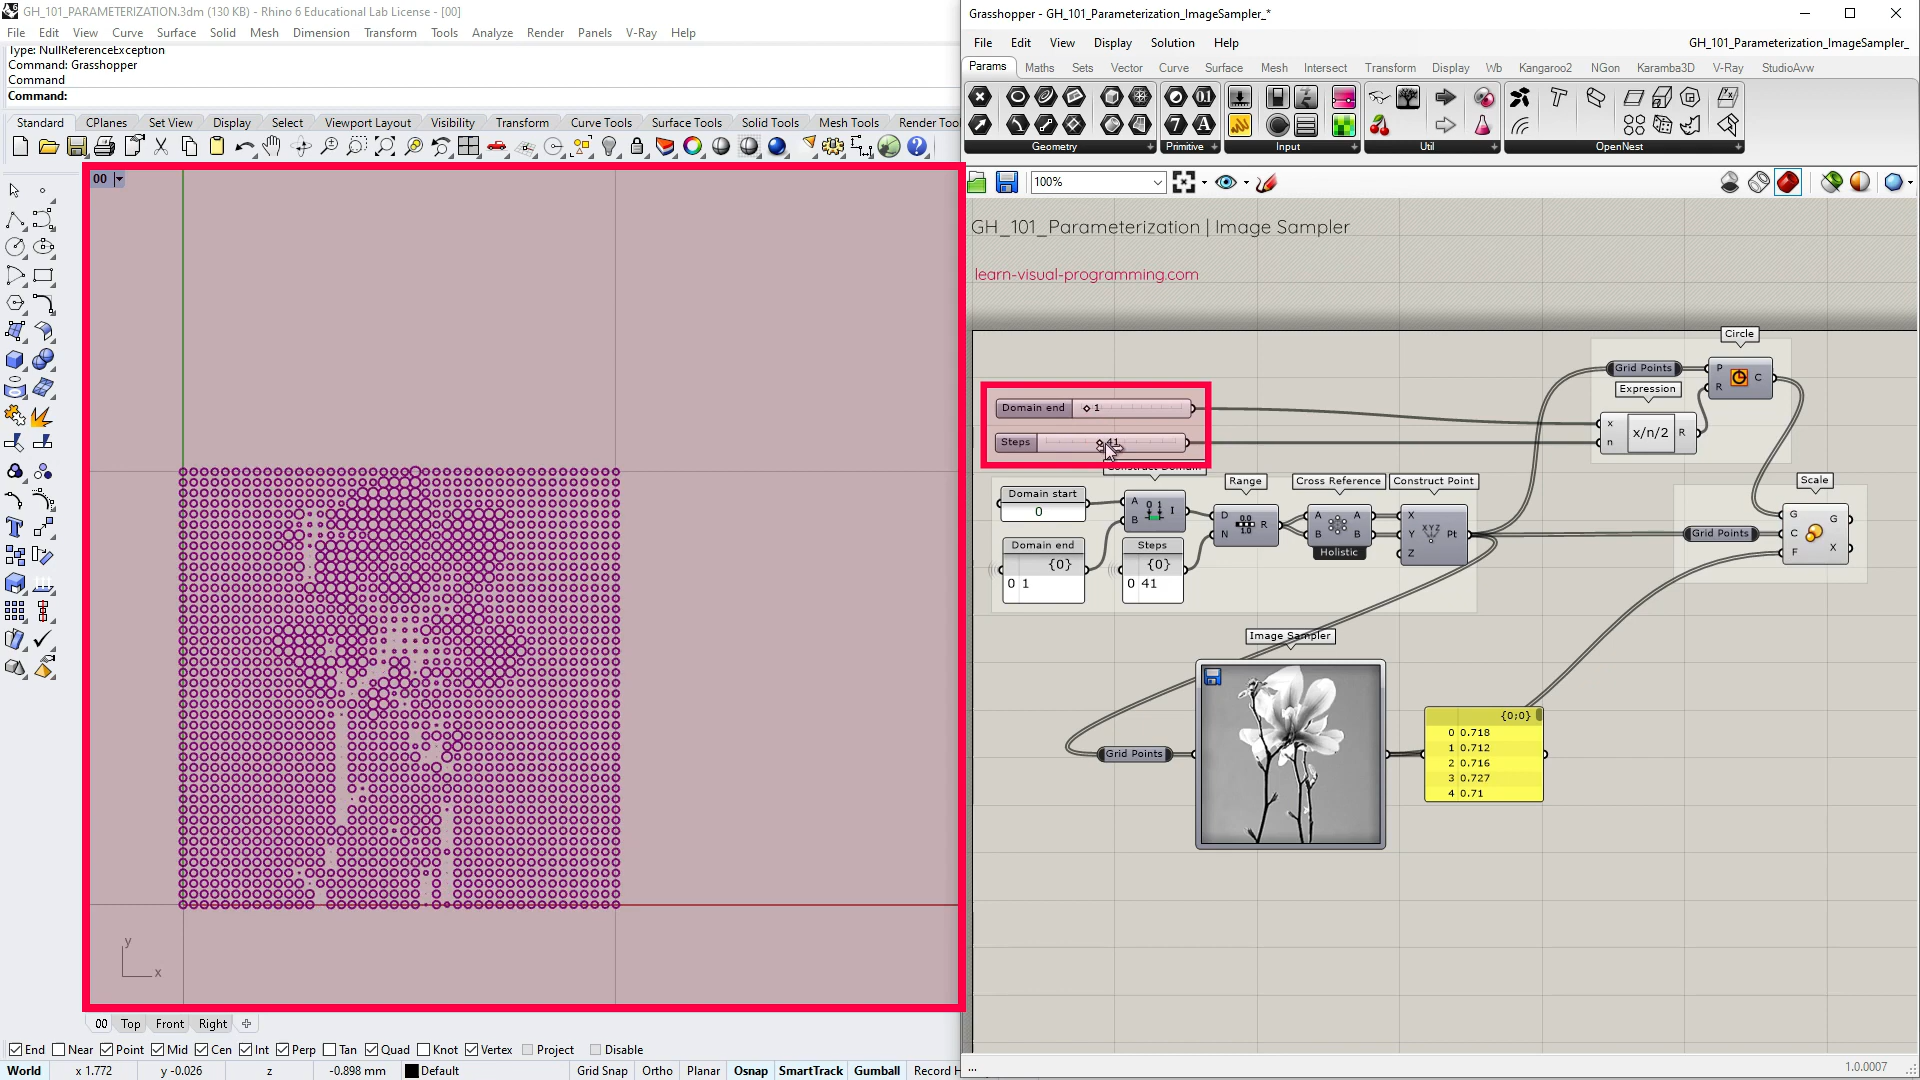 GH_101_PARAMETERIZATION.3dm (130 KB) - Rhino 6 Educational Lab License - [00]
File Edit View Curve Surface Solid Mesh Dimension Transform Tools Analyze Render Panels V-Ray Help
Type: NullReferenceException
Command: Grasshopper
Command
Command:
Standard CPlanes Set View Display Select Viewport Layout Visibility Transform Curve Tools Surface Tools Solid Tools Mesh Tools Render Too
00
y
x
00 Top Front Right
End Near Point Mid Cen Int Perp Tan Quad Knot Vertex Project Disable
World x 1.772 y -0.026 z -0.898 mm Default Grid Snap Ortho Planar Osnap SmartTrack Gumball Record H
Grasshopper - GH_101_Parameterization_ImageSampler_*
File Edit View Display Solution Help GH_101_Parameterization_ImageSampler_
Params Maths Sets Vector Curve Surface Mesh Intersect Transform Display Wb Kangaroo2 NGon Karamba3D V-Ray StudioAvw
Geometry Primitive Input Util OpenNest
100%
GH_101_Parameterization | Image Sampler
learn-visual-programming.com
Circle
Grid Points P R C
Expression
x n x/n/2 R
Domain end 1
Steps 41
Construct Domain
Range
Cross Reference
Construct Point
Scale
Domain start
0
A B I
D N R
A B A B
Holistic
X Y Z XYZ Pt
Grid Points G C F G X
Domain end
{0}
0 1
Steps
{0}
0 41
Image Sampler
Grid Points
{0;0}
0 0.718
1 0.712
2 0.716
3 0.727
4 0.71
...
1.0.0007